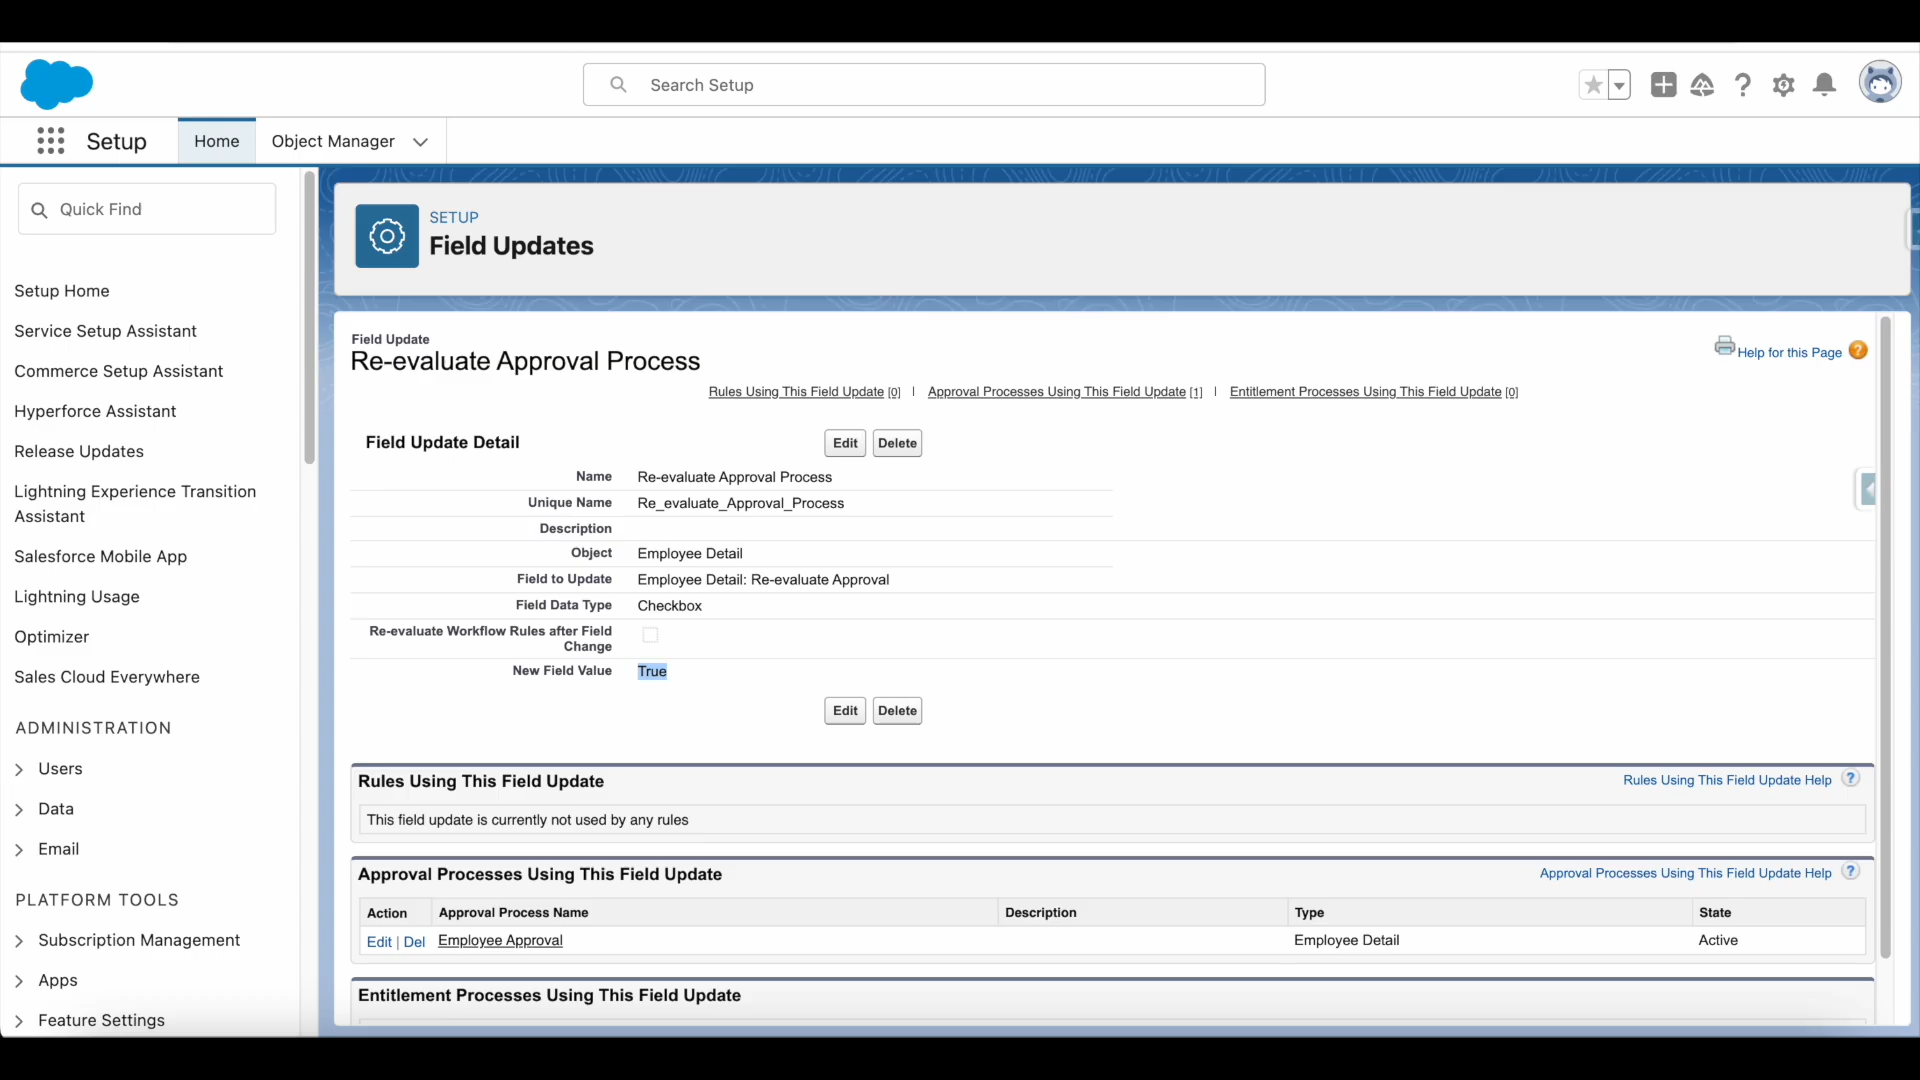 Search Setup
Setup
Home
Object Manager
Quick Find
Setup Home
Service Setup Assistant
Commerce Setup Assistant
Hyperforce Assistant
Release Updates
Lightning Experience Transition
Assistant
Salesforce Mobile App
Lightning Usage
Optimizer
Sales Cloud Everywhere
ADMINISTRATION
Users
Data
Email
PLATFORM TOOLS
Subscription Management
Apps
Feature Settings
SETUP
Field Updates
Field Update
Re-evaluate Approval Process
Help for this Page ?
Rules Using This Field Update [0] | Approval Processes Using This Field Update [1] | Entitlement Processes Using This Field Update [0]
Field Update Detail Edit Delete
Name Re-evaluate Approval Process
Unique Name Re_evaluate_Approval_Process
Description
Object Employee Detail
Field to Update Employee Detail: Re-evaluate Approval
Field Data Type Checkbox
Re-evaluate Workflow Rules after Field
Change
New Field Value True
Edit Delete
Rules Using This Field Update
Rules Using This Field Update Help ?
This field update is currently not used by any rules
Approval Processes Using This Field Update
Approval Processes Using This Field Update Help ?
Action Approval Process Name Description Type State
Edit | Del Employee Approval Employee Detail Active
Entitlement Processes Using This Field Update